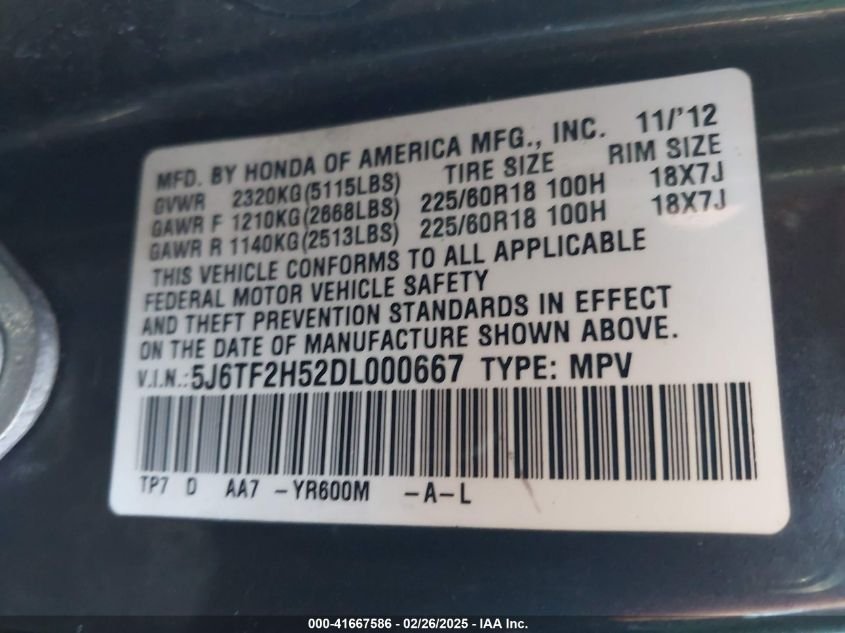 MFD. BY HONDA OF AMERICA MFG., INC. 11/'12
GVWR 2320KG(5115LBS) TIRE SIZE RIM SIZE
GAWR F 1210KG(2668LBS) 225/60R18 100H 18X7J
GAWR R 1140KG(2513LBS) 225/60R18 100H 18X7J
THIS VEHICLE CONFORMS TO ALL APPLICABLE
FEDERAL MOTOR VEHICLE SAFETY
AND THEFT PREVENTION STANDARDS IN EFFECT
ON THE DATE OF MANUFACTURE SHOWN ABOVE.
V.I.N.:5J6TF2H52DL000667 TYPE: MPV
TP7 D AA7 -YR600M -A-L
000-41667586 - 02/26/2025 - IAA Inc.